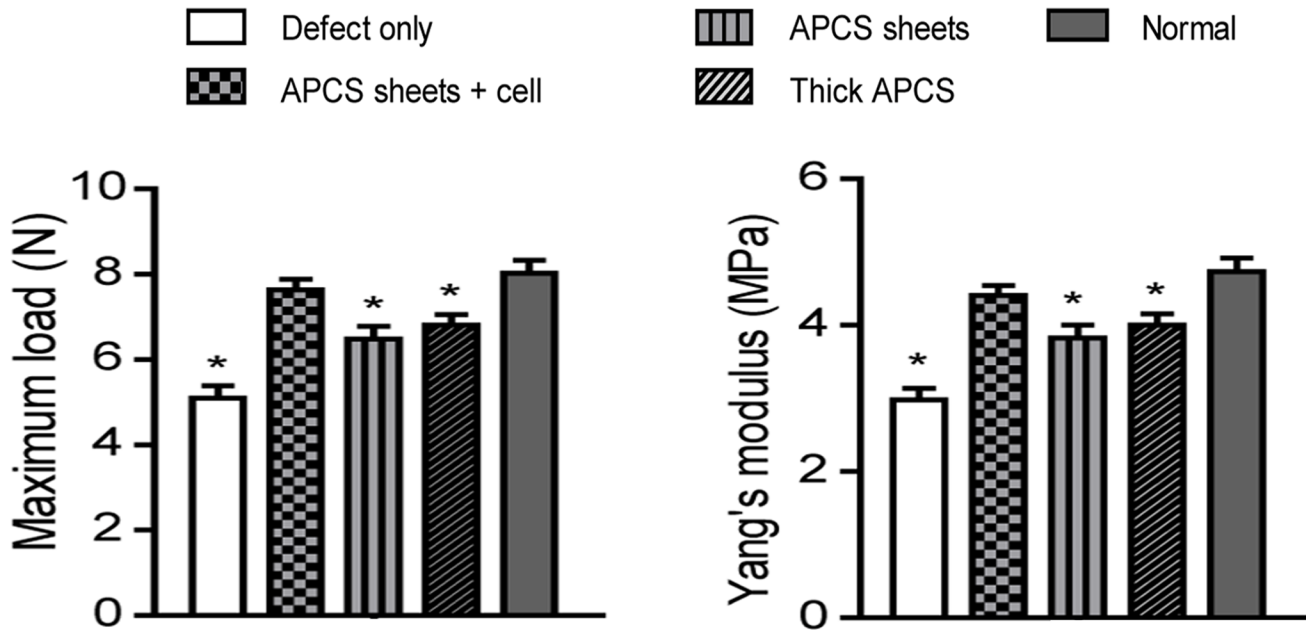 Defect only
APCS sheets
Normal
APCS sheets + cell
Thick APCS
Maximum load (N)
10
8
6
4
2
0
*
*
*
Yang's modulus (MPa)
6
4
2
0
*
*
*